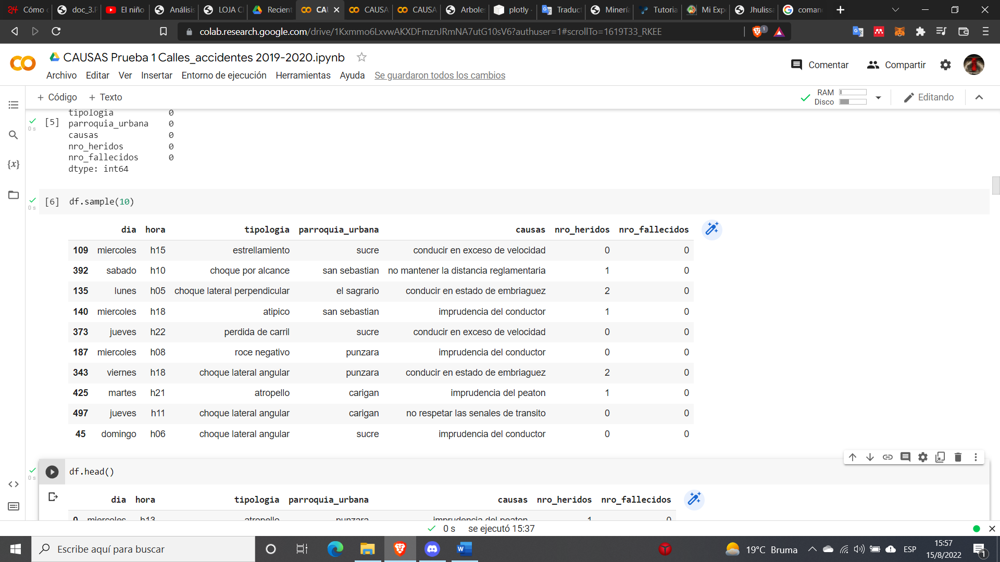 Cómo
doc_3.P
El niño
Análisis
LOJA C
Recient
CAU
CAUSA
CAUSA
Arboles
plotly
Traduct
Minería
Tutoria
Mi Exp
Jhulissa
coman
colab.research.google.com/drive/1Kxmmo6LxvwAKXDFmznJRmNA7utG10sV6?authuser=1#scrollTo=1619T33_RKEE
1
CAUSAS Prueba 1 Calles_accidentes 2019-2020.ipynb
Comentar
Compartir
Archivo Editar Ver Insertar Entorno de ejecución Herramientas Ayuda Se guardaron todos los cambios
+ Código + Texto
RAM
Disco
Editando
tipologia 0
[5] parroquia_urbana 0
0 s
causas 0
nro_heridos 0
nro_fallecidos 0
dtype: int64
{x}
[6] df.sample(10)
0 s
dia hora tipologia parroquia_urbana causas nro_heridos nro_fallecidos
109 miercoles h15 estrellamiento sucre conducir en exceso de velocidad 0 0
392 sabado h10 choque por alcance san sebastian no mantener la distancia reglamentaria 1 0
135 lunes h05 choque lateral perpendicular el sagrario conducir en estado de embriaguez 2 0
140 miercoles h18 atipico san sebastian imprudencia del conductor 1 0
373 jueves h22 perdida de carril sucre conducir en exceso de velocidad 0 0
187 miercoles h08 roce negativo punzara imprudencia del conductor 0 0
343 viernes h18 choque lateral angular punzara conducir en estado de embriaguez 2 0
425 martes h21 atropello carigan imprudencia del peaton 1 0
497 jueves h11 choque lateral angular carigan no respetar las senales de transito 0 0
45 domingo h06 choque lateral angular sucre imprudencia del conductor 0 0
df.head()
0 s
dia hora tipologia parroquia_urbana causas nro_heridos nro_fallecidos
0 miercoles h13 atropello punzara imprudencia del peaton 1 0
0 s se ejecutó 15:37
Escribe aquí para buscar
19°C Bruma
ESP
15:57
15/8/2022
1